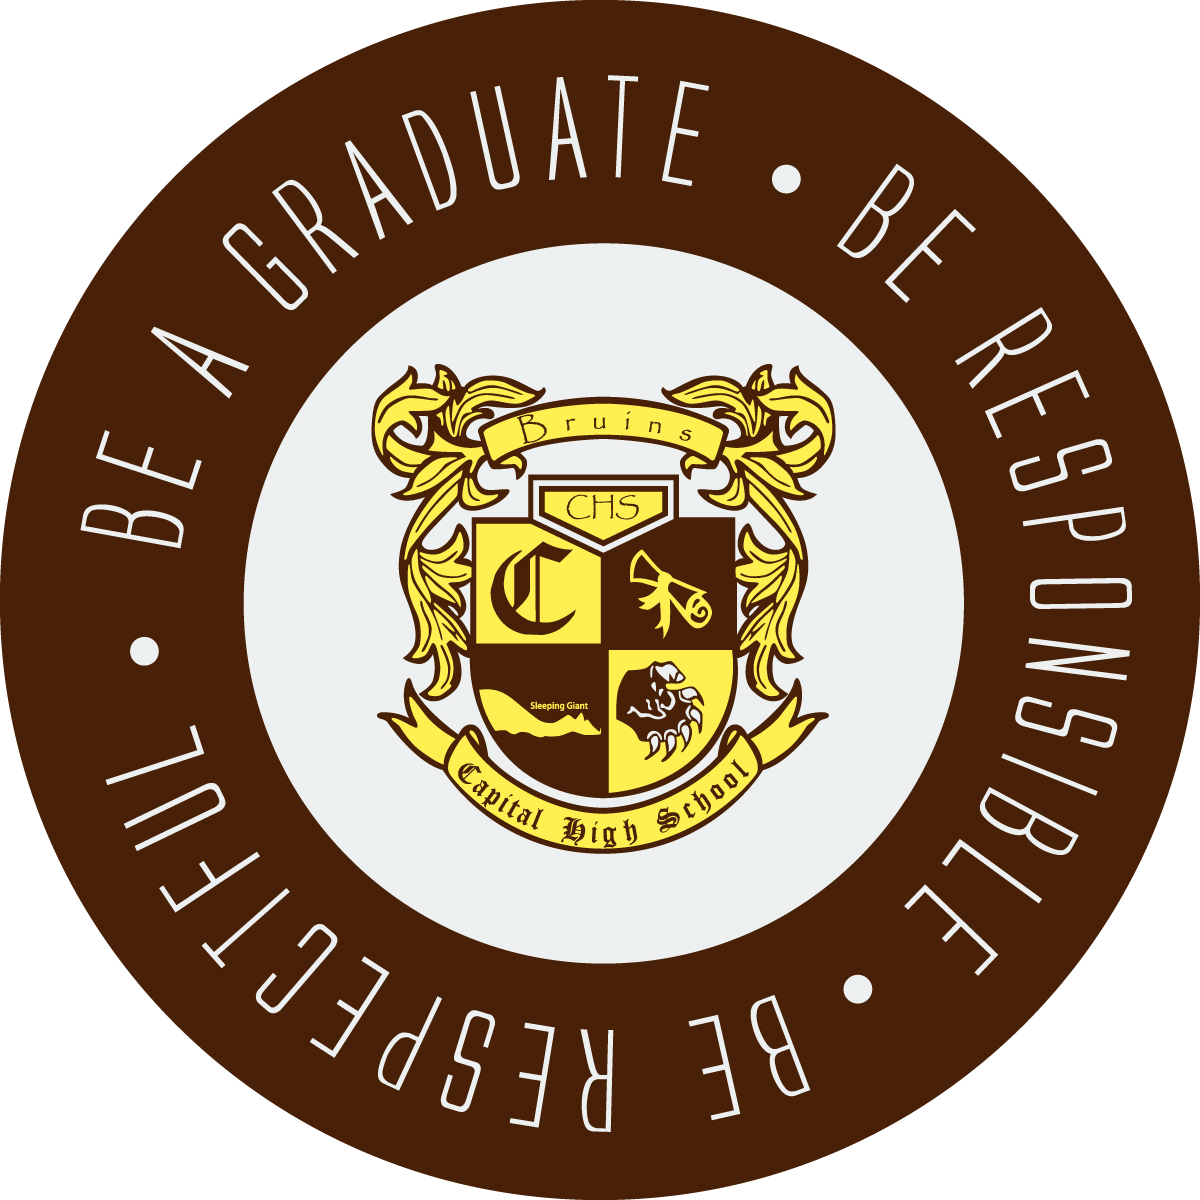 BE A GRADUATE • BE RESPONSIBLE • BE RESPECTFUL •
Bruins
CHS
C
Sleeping Giant
Capital High School